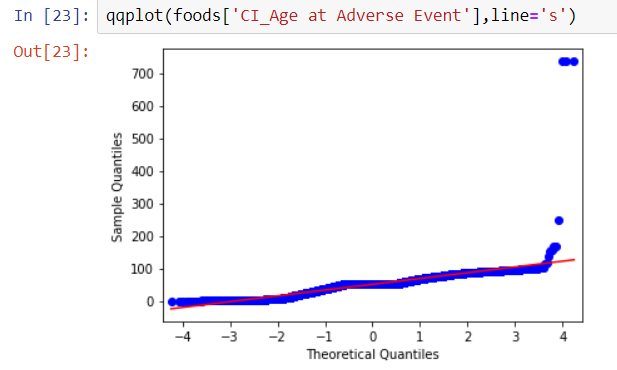 In [23]: qqplot(foods['CI_Age at Adverse Event'],line='s')
Out[23]:
700
600
500
400
300
200
100
0
Sample Quantiles
−4 −3 −2 −1 0 1 2 3 4
Theoretical Quantiles